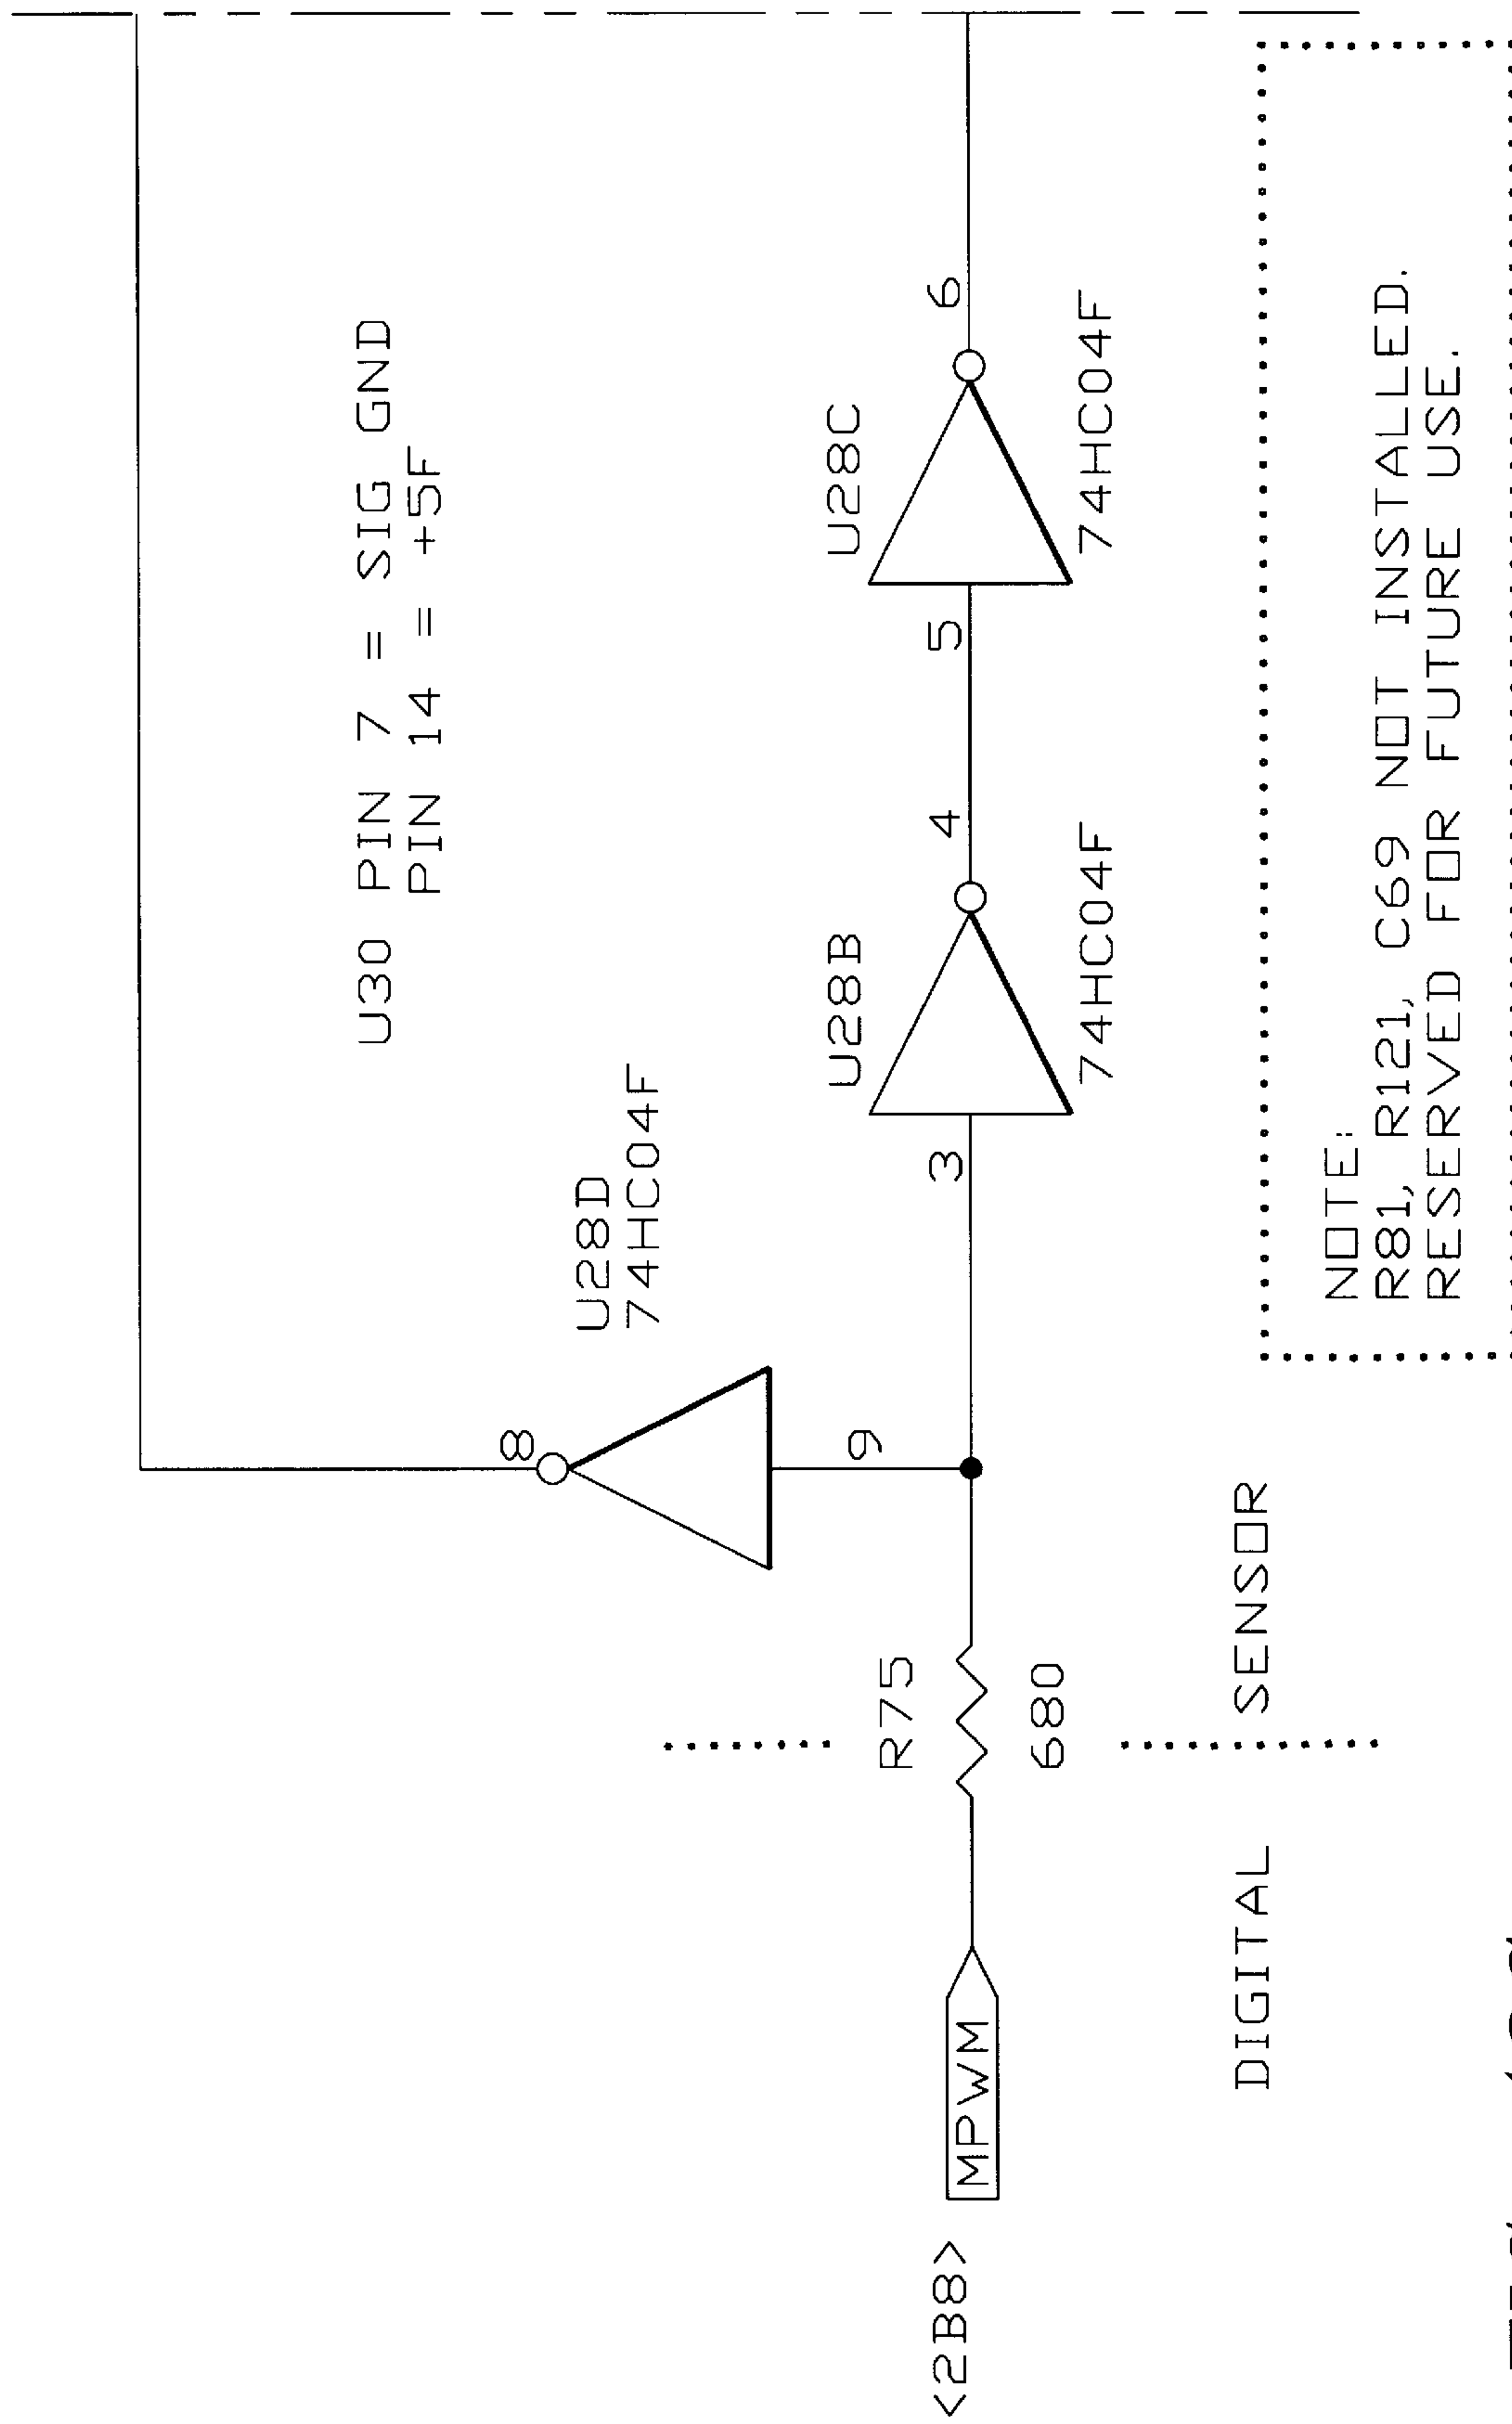 U30 PIN 7 = SIG GND
PIN 14 = +5F
U28D
74HC04F
8
9
U28B
U28C
<2B8>
MPWM
R75
680
3
4
5
6
74HC04F
74HC04F
DIGITAL
SENSOR
NOTE:
R81, R121, C69 NOT INSTALLED.
RESERVED FOR FUTURE USE.